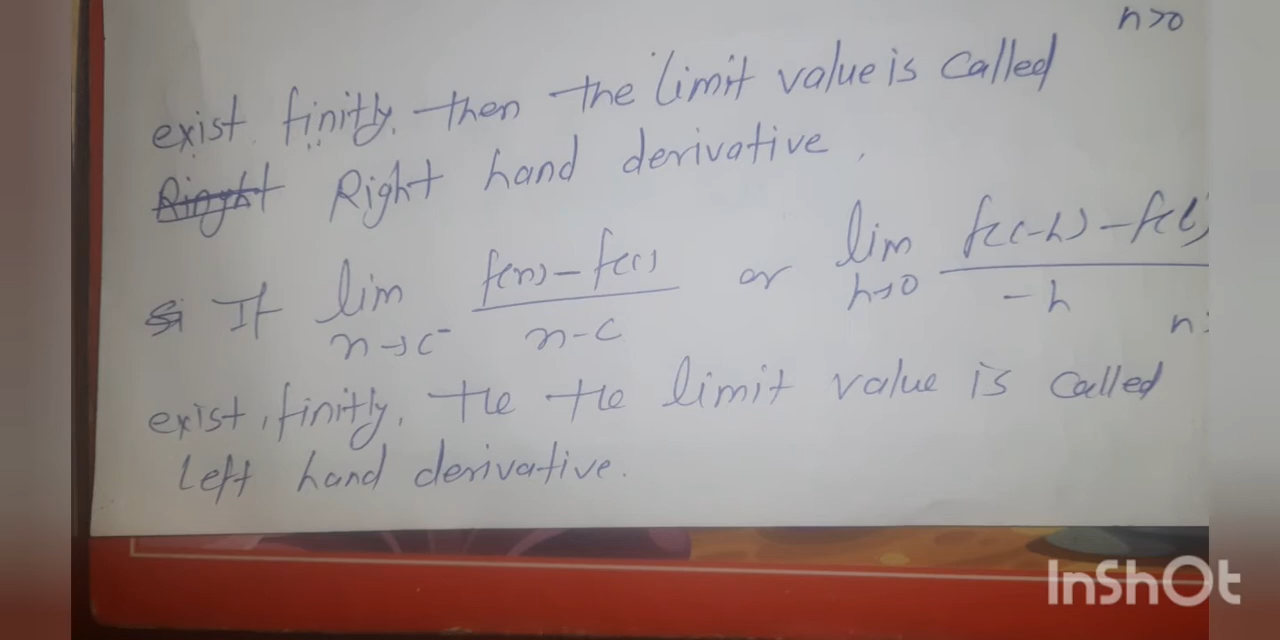 h>0
exist finitly, then the limit value is called
Right hand derivative,
If lim x→c⁻ f(x)-f(c) / x-c or lim h→0 f(c-h)-f(c) / -h
exist, finitly, the the limit value is called
Left hand derivative.
InShOt